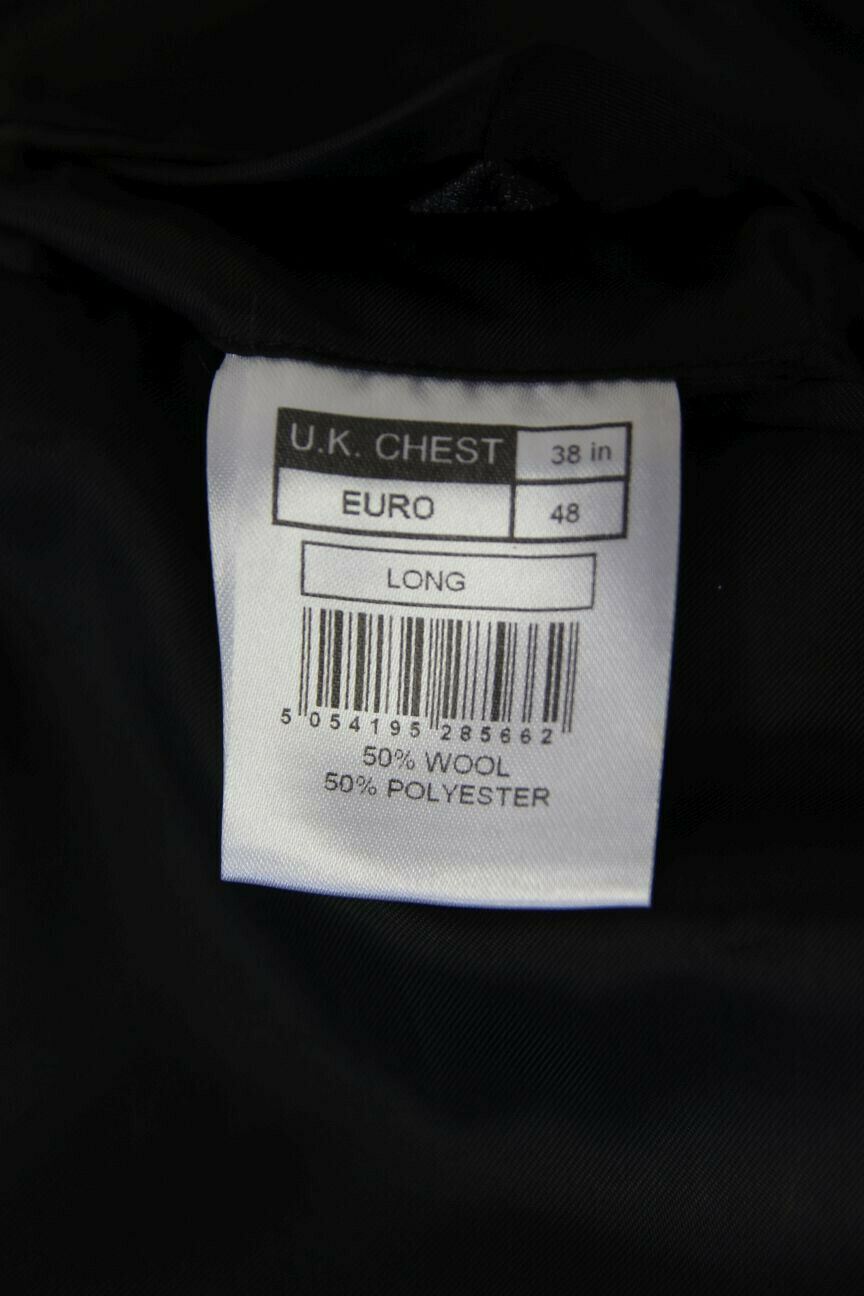 U.K. CHEST 38 in
EURO 48
LONG
5 054195 285662
50% WOOL
50% POLYESTER